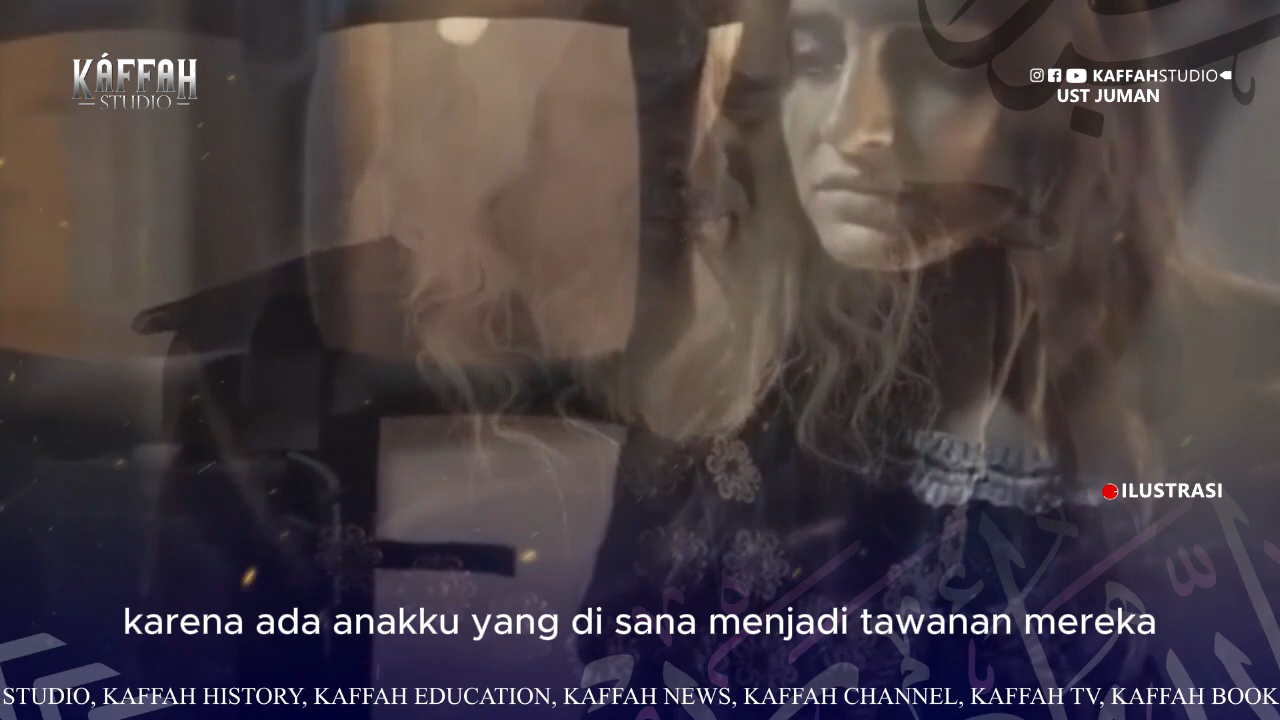 KÁFFAH
STUDIO
KAFFAHSTUDIO
UST JUMAN
ILUSTRASI
karena ada anakku yang di sana menjadi tawanan mereka
STUDIO, KAFFAH HISTORY, KAFFAH EDUCATION, KAFFAH NEWS, KAFFAH CHANNEL, KAFFAH TV, KAFFAH BOOK